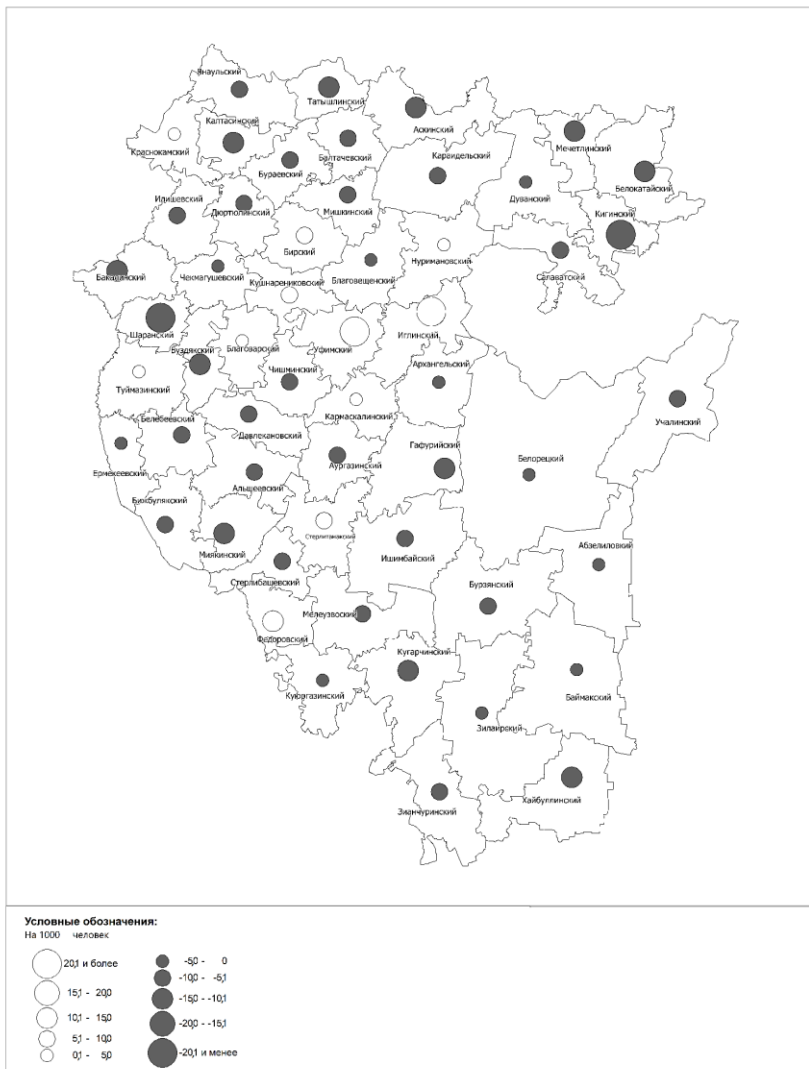 Янаульский
Татышлинский
Аскинский
Калтасинский
Краснокамский
Балтачевский
Бураевский
Караидельский
Мечетлинский
Белокатайский
Дуванский
Илишевский
Дюртюлинский
Мишкинский
Кигинский
Бирский
Нуримановский
Салаватский
Бакалинский
Чекмагушевский
КушнареNиковский
Благовещенский
Шаранский
Буздякский
Благоварский
Уфимский
Иглинский
Чишминский
Архангельский
Туймазинский
Кармаскалинский
Учалинский
Белебеевский
Давлекановский
Ермекеевский
Аургазинский
Гафурийский
Белорецкий
Альшеевский
Бижбулякский
Стерлитамакский
Миякинский
Ишимбайский
Абзелиловкий
Стерлибашевский
Бурзянский
Мелеузвоский
Федоровский
Кугарчинский
Куюргазинский
Баймакский
Зилаирский
Зианчуринский
Хайбуллинский
Условные обозначения:
На 1000 человек
20,1 и более
15,1 - 20,0
10,1 - 15,0
5,1 - 10,0
0,1 - 5,0
-5,0 - 0
-10,0 - -5,1
-15,0 - -10,1
-20,0 - -15,1
-20,1 и менее